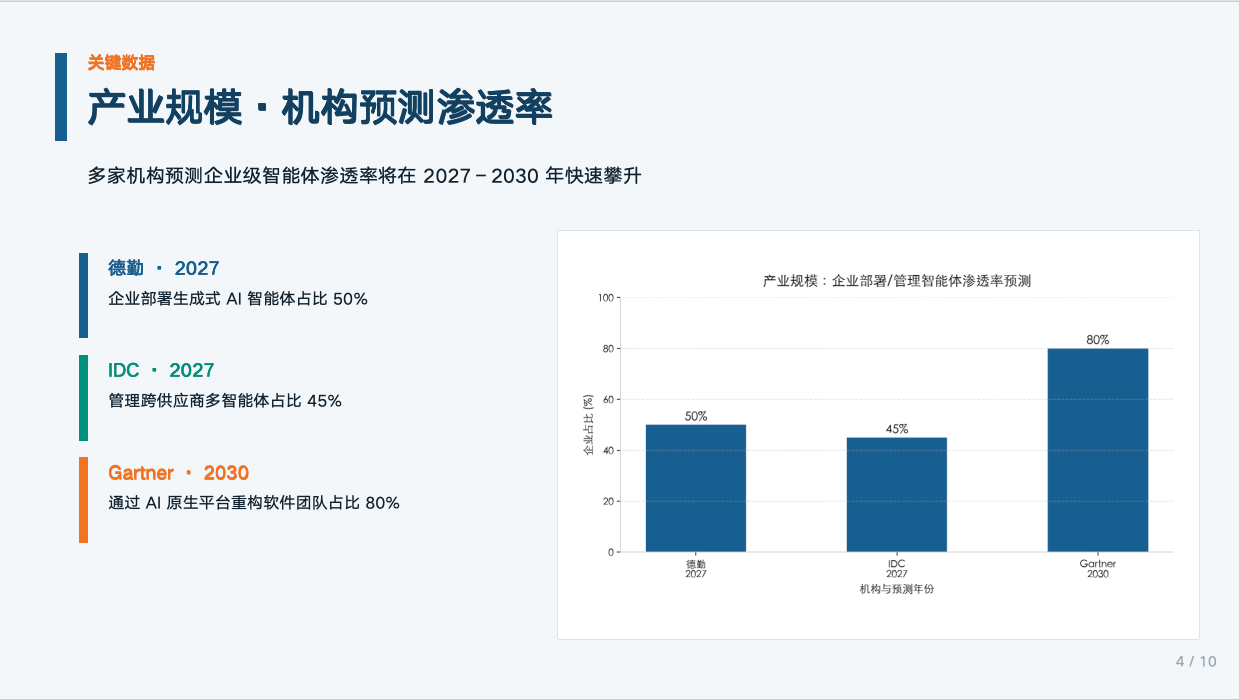 关键数据
产业规模·机构预测渗透率
多家机构预测企业级智能体渗透率将在 2027–2030 年快速攀升
德勤 · 2027
企业部署生成式 AI 智能体占比 50%
IDC · 2027
管理跨供应商多智能体占比 45%
Gartner · 2030
通过 AI 原生平台重构软件团队占比 80%
产业规模：企业部署/管理智能体渗透率预测
企业占比 (%)
100
80
60
40
20
0
50%
45%
80%
德勤
2027
IDC
2027
Gartner
2030
机构与预测年份
4 / 10